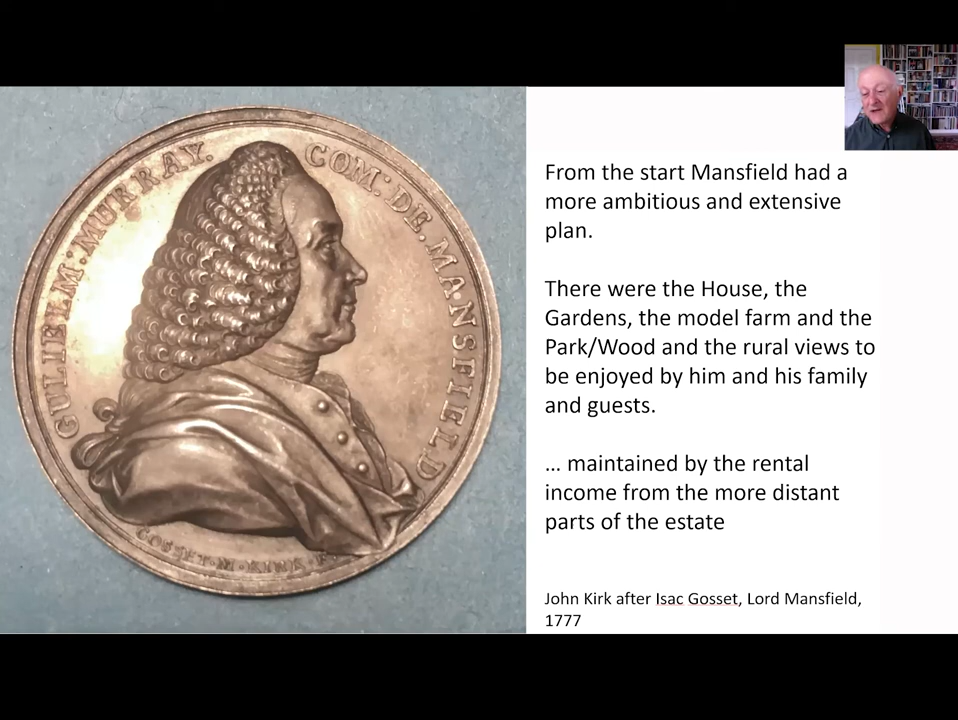 GULIELM: MURRAY. COM: DE. MANSFIELD
GOSSET. M. KIRK. F.
From the start Mansfield had a
more ambitious and extensive
plan.
There were the House, the
Gardens, the model farm and the
Park/Wood and the rural views to
be enjoyed by him and his family
and guests.
... maintained by the rental
income from the more distant
parts of the estate
John Kirk after Isac Gosset, Lord Mansfield,
1777